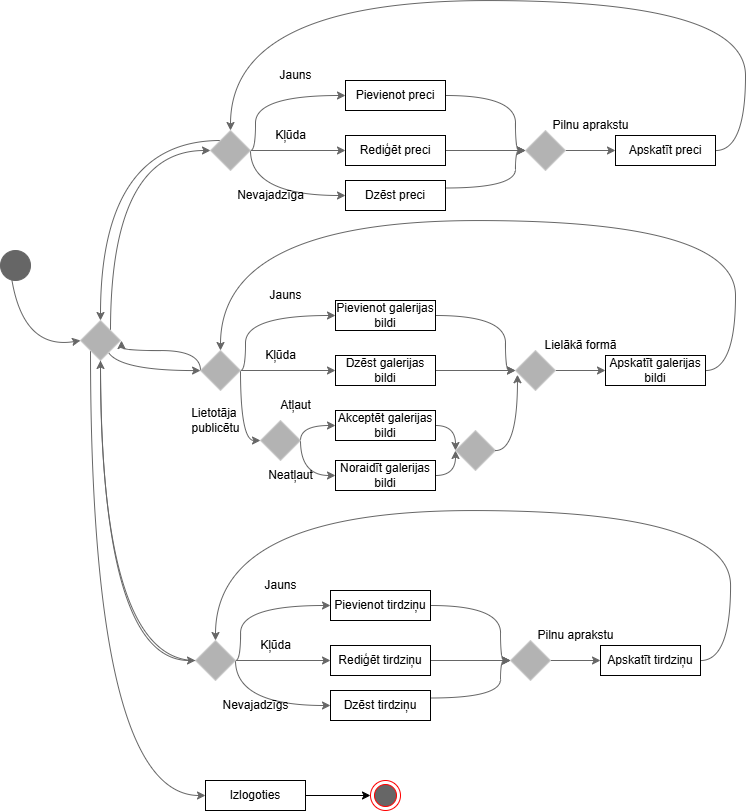 Jauns
Pievienot preci
Kļūda
Pilnu aprakstu
Rediģēt preci
Apskatīt preci
Nevajadzīga
Dzēst preci
Jauns
Pievienot galerijas
bildi
Kļūda
Lielākā formā
Dzēst galerijas
bildi
Apskatīt galerijas
bildi
Lietotāja
publicētu
Atļaut
Akceptēt galerijas
bildi
Neatļaut
Noraidīt galerijas
bildi
Jauns
Pievienot tirdziņu
Kļūda
Pilnu aprakstu
Rediģēt tirdziņu
Apskatīt tirdziņu
Nevajadzīgs
Dzēst tirdziņu
Izlogoties